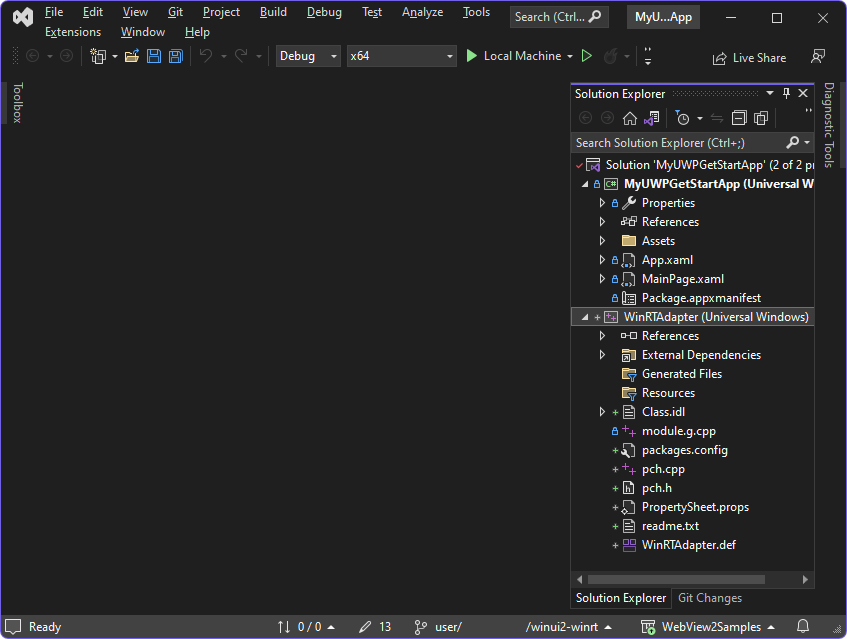 File Edit View Git Project Build Debug Test Analyze Tools Search (Ctrl... MyU...App
Extensions Window Help
Debug x64 Local Machine Live Share
Toolbox
Solution Explorer
Search Solution Explorer (Ctrl+;)
Solution 'MyUWPGetStartApp' (2 of 2 pr
MyUWPGetStartApp (Universal W
Properties
References
Assets
App.xaml
MainPage.xaml
Package.appxmanifest
WinRTAdapter (Universal Windows)
References
External Dependencies
Generated Files
Resources
Class.idl
module.g.cpp
packages.config
pch.cpp
pch.h
PropertySheet.props
readme.txt
WinRTAdapter.def
Solution Explorer Git Changes
Diagnostic Tools
Ready 0 / 0 13 user/ /winui2-winrt WebView2Samples